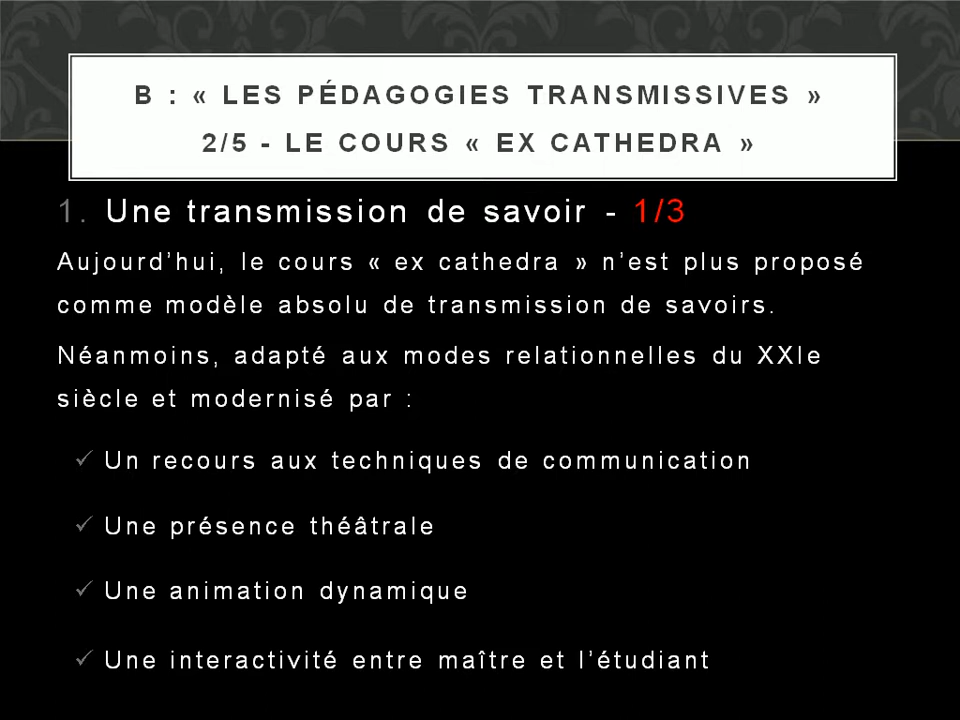 B : « LES PÉDAGOGIES TRANSMISSIVES »
2/5 - LE COURS « EX CATHEDRA »
1. Une transmission de savoir - 1/3
Aujourd’hui, le cours « ex cathedra » n’est plus proposé
comme modèle absolu de transmission de savoirs.
Néanmoins, adapté aux modes relationnelles du XXIe
siècle et modernisé par :
✓ Un recours aux techniques de communication
✓ Une présence théâtrale
✓ Une animation dynamique
✓ Une interactivité entre maître et l’étudiant